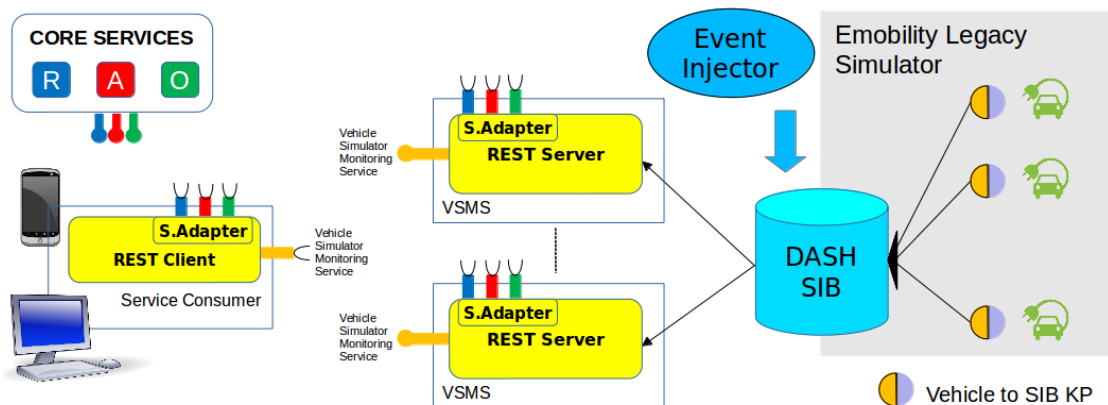 CORE SERVICES
R A O
Event
Injector
Emobility Legacy
Simulator
Vehicle
Simulator
Monitoring
Service
S.Adapter
REST Server
VSMS
S.Adapter
REST Client
Service Consumer
Vehicle
Simulator
Monitoring
Service
DASH
SIB
Vehicle
Simulator
Monitoring
Service
S.Adapter
REST Server
VSMS
Vehicle to SIB KP